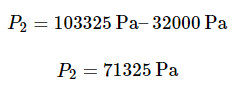 P₂ = 103325 Pa– 32000 Pa
P₂ = 71325 Pa